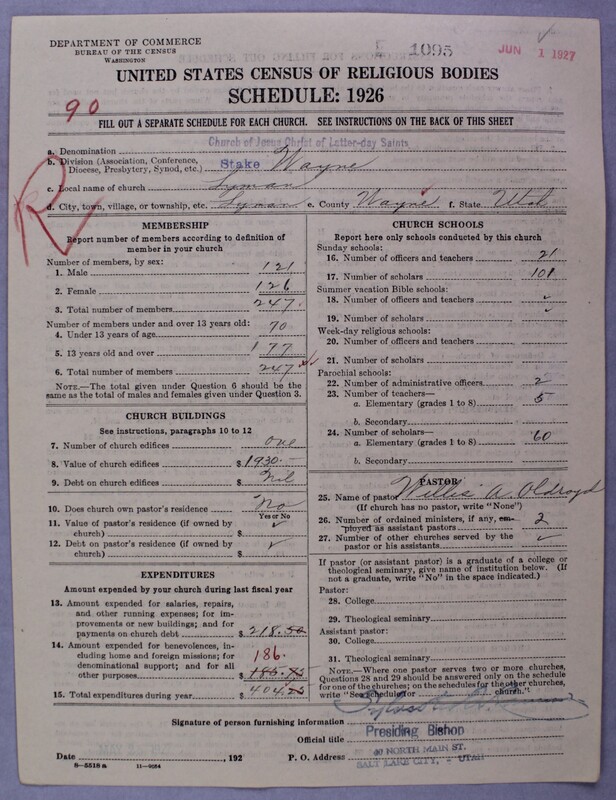 DEPARTMENT OF COMMERCE
BUREAU OF THE CENSUS
WASHINGTON
1095
JUN 1 1927
UNITED STATES CENSUS OF RELIGIOUS BODIES
SCHEDULE: 1926
90
FILL OUT A SEPARATE SCHEDULE FOR EACH CHURCH. SEE INSTRUCTIONS ON THE BACK OF THIS SHEET
R
a. Denomination Church of Jesus Christ of Latter-day Saints
b. Division (Association, Conference, Diocese, Presbytery, Synod, etc.) Stake Wayne
c. Local name of church Lyman
d. City, town, village, or township, etc. Lyman e. County Wayne f. State Utah
MEMBERSHIP
Report number of members according to definition of member in your church
Number of members, by sex:
1. Male 121
2. Female 126
3. Total number of members 247
Number of members under and over 13 years old:
4. Under 13 years of age 70
5. 13 years old and over 177
6. Total number of members 247
NOTE.—The total given under Question 6 should be the same as the total of males and females given under Question 3.
CHURCH BUILDINGS
See instructions, paragraphs 10 to 12
7. Number of church edifices one
8. Value of church edifices $ 1930.—
9. Debt on church edifices $ Nil
10. Does church own pastor's residence? No
Yes or No
11. Value of pastor's residence (if owned by church) $ ✓
12. Debt on pastor's residence (if owned by church) $ ✓
EXPENDITURES
Amount expended by your church during last fiscal year
13. Amount expended for salaries, repairs, and other running expenses; for improvements or new buildings; and for payments on church debt $ 218.50
14. Amount expended for benevolences, including home and foreign missions; for denominational support; and for all other purposes $ 186.
15. Total expenditures during year $ 404.25
CHURCH SCHOOLS
Report here only schools conducted by this church
Sunday schools:
16. Number of officers and teachers 21
17. Number of scholars 101
Summer vacation Bible schools:
18. Number of officers and teachers ✓
19. Number of scholars ✓
Week-day religious schools:
20. Number of officers and teachers
21. Number of scholars
Parochial schools:
22. Number of administrative officers 2
23. Number of teachers—
a. Elementary (grades 1 to 8) 5
b. Secondary
24. Number of scholars—
a. Elementary (grades 1 to 8) 60
b. Secondary
PASTOR
25. Name of pastor Willis A. Oldroyd
(If church has no pastor, write "None")
26. Number of ordained ministers, if any, employed as assistant pastors 2
27. Number of other churches served by the pastor or his assistants ✓
If pastor (or assistant pastor) is a graduate of a college or theological seminary, give name of institution below. (If not a graduate, write "No" in the space indicated.)
Pastor:
28. College
29. Theological seminary
Assistant pastor:
30. College
31. Theological seminary
NOTE.—Where one pastor serves two or more churches, Questions 28 and 29 should be answered only on the schedule for one of the churches; on the schedules for the other churches, write "See schedule for church."
Signature of person furnishing information
Official title Presiding Bishop
Date , 192 P. O. Address 40 NORTH MAIN ST.
SALT LAKE CITY, UTAH
8—5518 a 11—9264